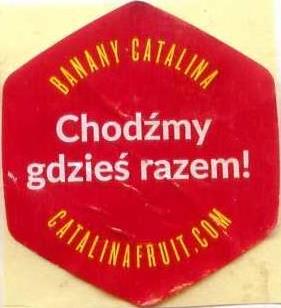 BANANY·CATALINA
Chodźmy
gdzieś razem!
CATALINAFRUIT.COM